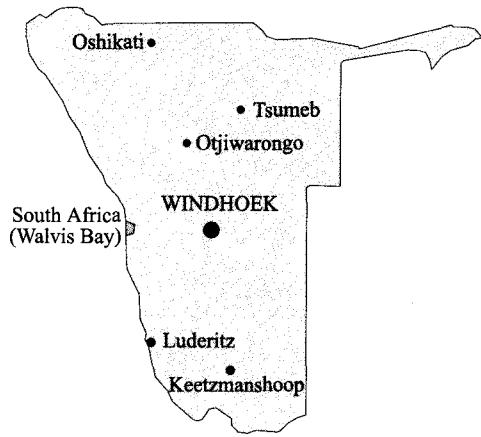 Oshikati
Tsumeb
Otjiwarongo
WINDHOEK
South Africa
(Walvis Bay)
Luderitz
Keetzmanshoop